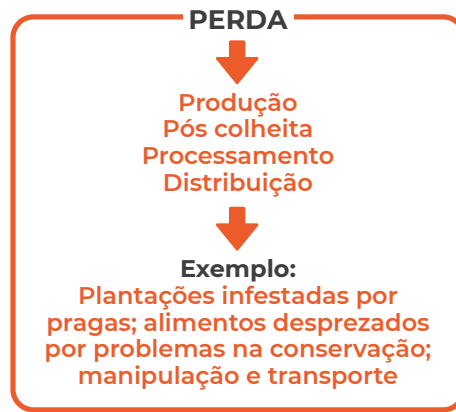 PERDA
Produção
Pós colheita
Processamento
Distribuição
Exemplo:
Plantações infestadas por
pragas; alimentos desprezados
por problemas na conservação;
manipulação e transporte